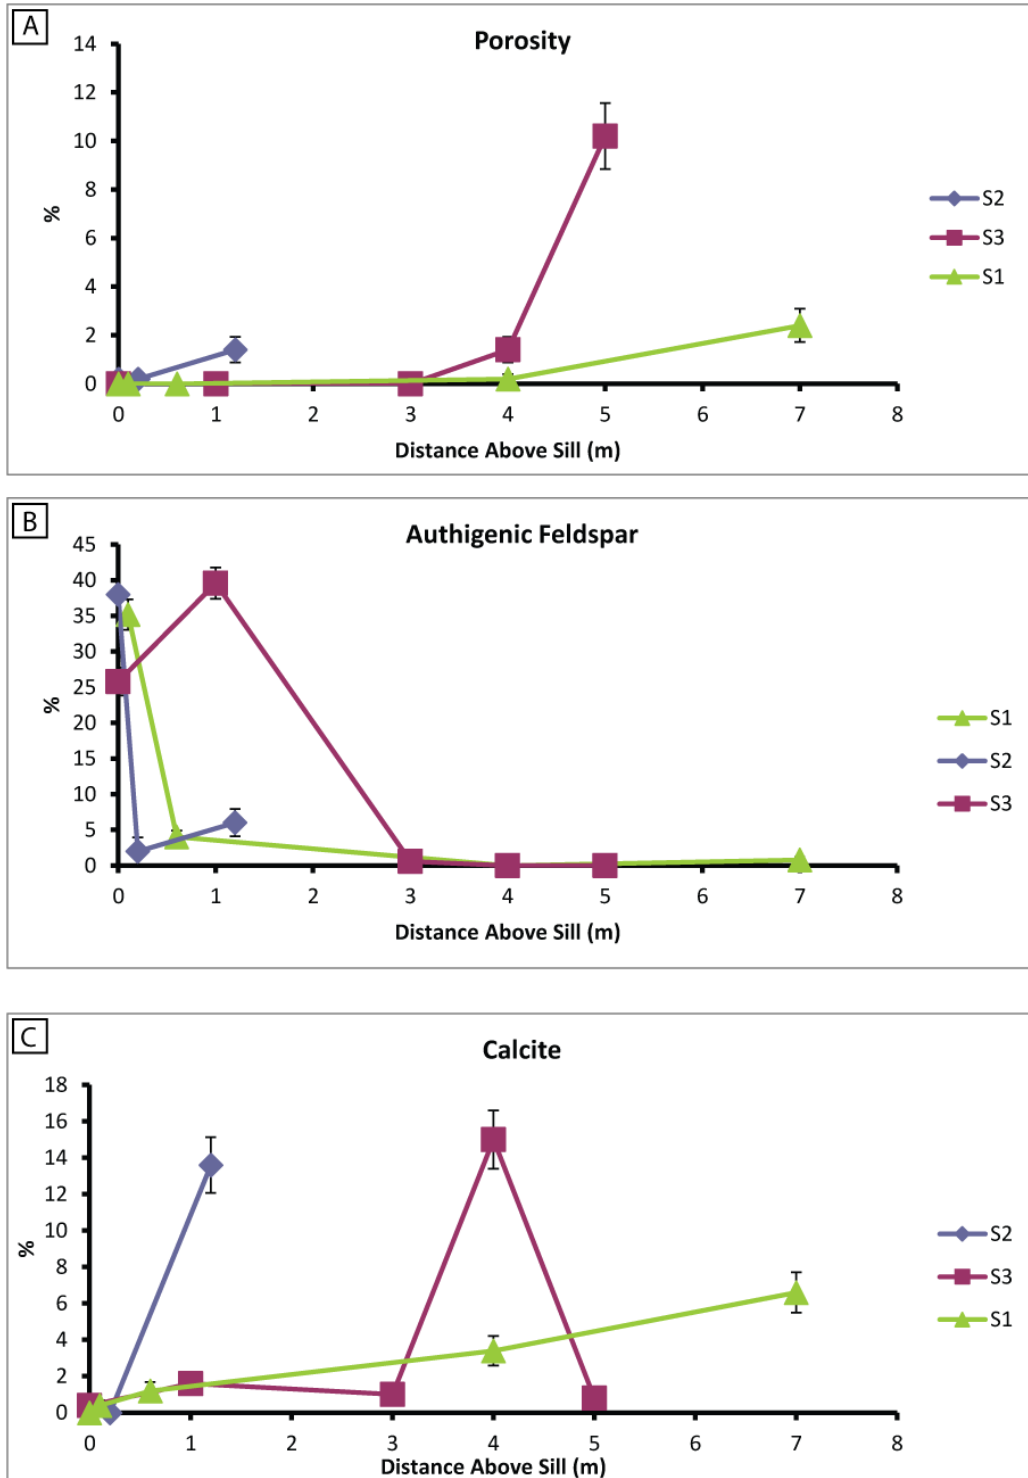 A
Porosity
14
12
10
8
6
4
2
0
%
0 1 2 3 4 5 6 7 8
Distance Above Sill (m)
S2
S3
S1
B
Authigenic Feldspar
45
40
35
30
25
20
15
10
5
0
%
0 1 2 3 4 5 6 7 8
Distance Above Sill (m)
S1
S2
S3
C
Calcite
18
16
14
12
10
8
6
4
2
0
%
0 1 2 3 4 5 6 7 8
Distance Above Sill (m)
S2
S3
S1